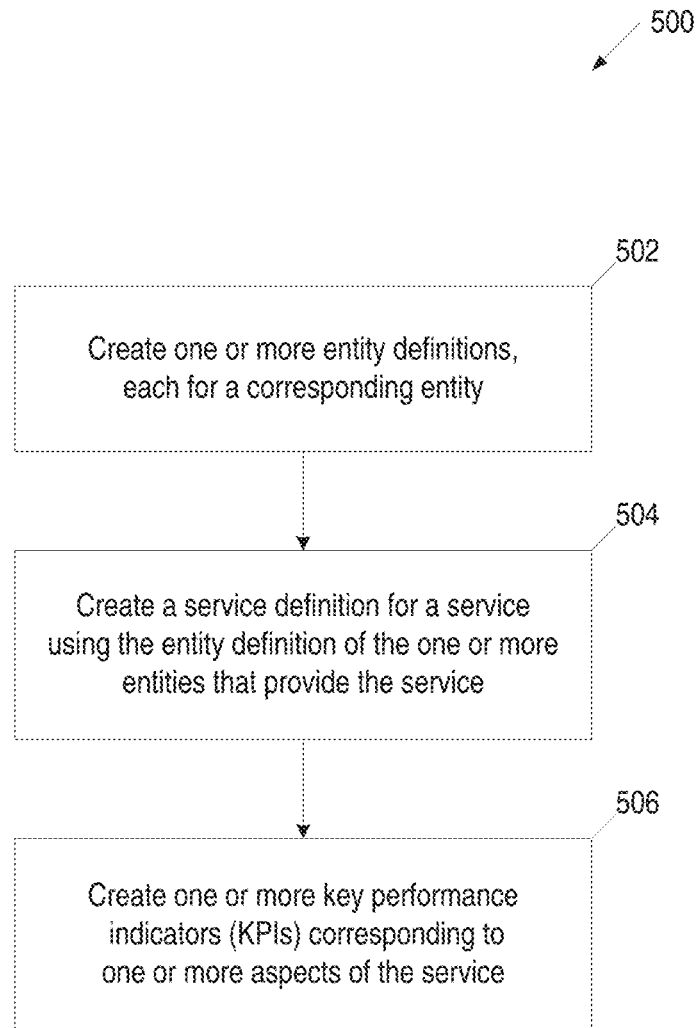 500
502
Create one or more entity definitions,
each for a corresponding entity
504
Create a service definition for a service
using the entity definition of the one or more
entities that provide the service
506
Create one or more key performance
indicators (KPIs) corresponding to
one or more aspects of the service